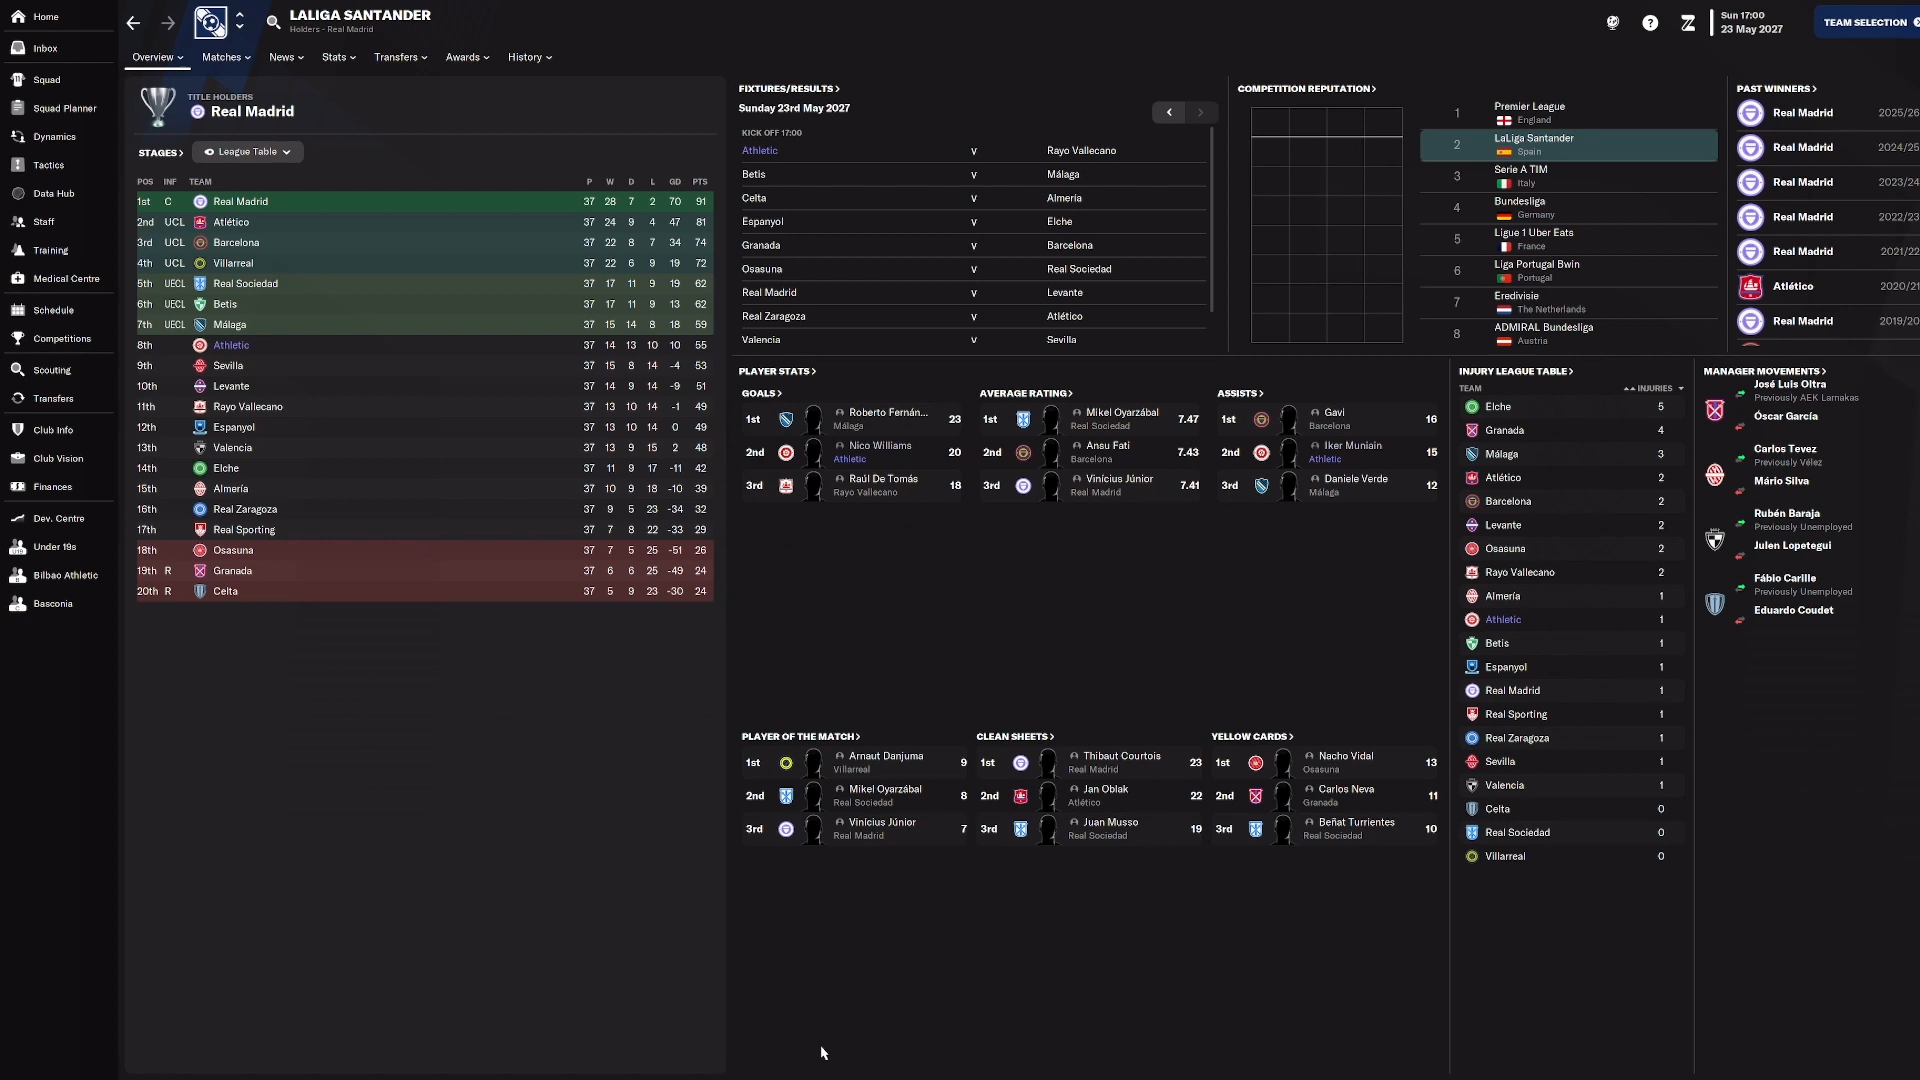 Home
Inbox
Squad
Squad Planner
Dynamics
Tactics
Data Hub
Staff
Training
Medical Centre
Schedule
Competitions
Scouting
Transfers
Club Info
Club Vision
Finances
Dev. Centre
Under 19s
Bilbao Athletic
Basconia
LALIGA SANTANDER
Holders - Real Madrid
Sun 17:00
23 May 2027
TEAM SELECTION
Overview Matches News Stats Transfers Awards History
TITLE HOLDERS
Real Madrid
STAGES League Table
POS INF TEAM P W D L GD PTS
1st C Real Madrid 37 28 7 2 70 91
2nd UCL Atlético 37 24 9 4 47 81
3rd UCL Barcelona 37 22 8 7 34 74
4th UCL Villarreal 37 22 6 9 19 72
5th UECL Real Sociedad 37 17 11 9 19 62
6th UECL Betis 37 17 11 9 13 62
7th UECL Málaga 37 15 14 8 18 59
8th Athletic 37 14 13 10 10 55
9th Sevilla 37 15 8 14 -4 53
10th Levante 37 14 9 14 -9 51
11th Rayo Vallecano 37 13 10 14 -1 49
12th Espanyol 37 13 10 14 0 49
13th Valencia 37 13 9 15 2 48
14th Elche 37 11 9 17 -11 42
15th Almería 37 10 9 18 -10 39
16th Real Zaragoza 37 9 5 23 -34 32
17th Real Sporting 37 7 8 22 -33 29
18th Osasuna 37 7 5 25 -51 26
19th R Granada 37 6 6 25 -49 24
20th R Celta 37 5 9 23 -30 24
FIXTURES/RESULTS
Sunday 23rd May 2027
KICK OFF 17:00
Athletic v Rayo Vallecano
Betis v Málaga
Celta v Almería
Espanyol v Elche
Granada v Barcelona
Osasuna v Real Sociedad
Real Madrid v Levante
Real Zaragoza v Atlético
Valencia v Sevilla
COMPETITION REPUTATION
1 Premier League
England
2 LaLiga Santander
Spain
3 Serie A TIM
Italy
4 Bundesliga
Germany
5 Ligue 1 Uber Eats
France
6 Liga Portugal Bwin
Portugal
7 Eredivisie
The Netherlands
8 ADMIRAL Bundesliga
Austria
PAST WINNERS
Real Madrid 2025/26
Real Madrid 2024/25
Real Madrid 2023/24
Real Madrid 2022/23
Real Madrid 2021/22
Atlético 2020/21
Real Madrid 2019/20
PLAYER STATS
GOALS
1st Roberto Fernán... 23
Málaga
2nd Nico Williams 20
Athletic
3rd Raúl De Tomás 18
Rayo Vallecano
AVERAGE RATING
1st Mikel Oyarzábal 7.47
Real Sociedad
2nd Ansu Fati 7.43
Barcelona
3rd Vinícius Júnior 7.41
Real Madrid
ASSISTS
1st Gavi 16
Barcelona
2nd Iker Muniain 15
Athletic
3rd Daniele Verde 12
Málaga
PLAYER OF THE MATCH
1st Arnaut Danjuma 9
Villarreal
2nd Mikel Oyarzábal 8
Real Sociedad
3rd Vinícius Júnior 7
Real Madrid
CLEAN SHEETS
1st Thibaut Courtois 23
Real Madrid
2nd Jan Oblak 22
Atlético
3rd Juan Musso 19
Real Sociedad
YELLOW CARDS
1st Nacho Vidal 13
Osasuna
2nd Carlos Neva 11
Granada
3rd Beñat Turrientes 10
Real Sociedad
INJURY LEAGUE TABLE
TEAM INJURIES
Elche 5
Granada 4
Málaga 3
Atlético 2
Barcelona 2
Levante 2
Osasuna 2
Rayo Vallecano 2
Almería 1
Athletic 1
Betis 1
Espanyol 1
Real Madrid 1
Real Sporting 1
Real Zaragoza 1
Sevilla 1
Valencia 1
Celta 0
Real Sociedad 0
Villarreal 0
MANAGER MOVEMENTS
José Luis Oltra
Previously AEK Larnakas
Óscar García
Carlos Tevez
Previously Vélez
Mário Silva
Rubén Baraja
Previously Unemployed
Julen Lopetegui
Fábio Carille
Previously Unemployed
Eduardo Coudet